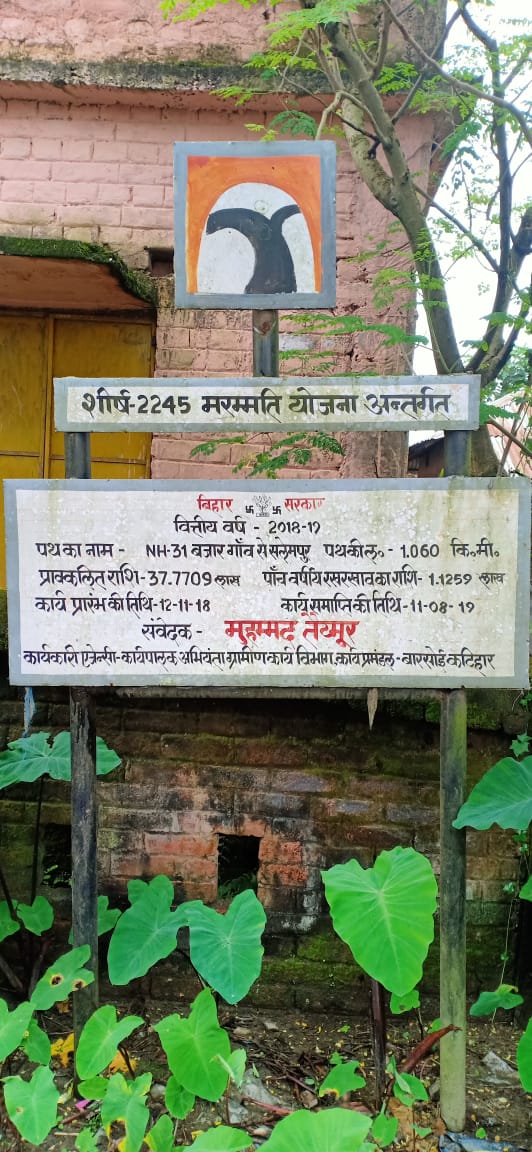 शीर्ष-2245 मरम्मति योजना अन्तर्गत
बिहार सरकार
वित्तीय वर्ष - 2018-19
पथ का नाम - NH-31 बजार गाँव से सलेमपुर पथ की ल०- 1.060 कि.मी.
प्राक्कलित राशि-37.7709 लाख पाँच वर्षीय रखरखाव का राशि- 1.1259 लाख
कार्य प्रारंभ की तिथि-12-11-18 कार्य समाप्ति की तिथि-11-08-19
संवेदक - मुहम्मद तैय्मूर
कार्यकारी एजेन्सी-कार्यपालक अभियंता ग्रामीण कार्य विभाग, कार्य प्रमंडल- बारसोई कटिहार